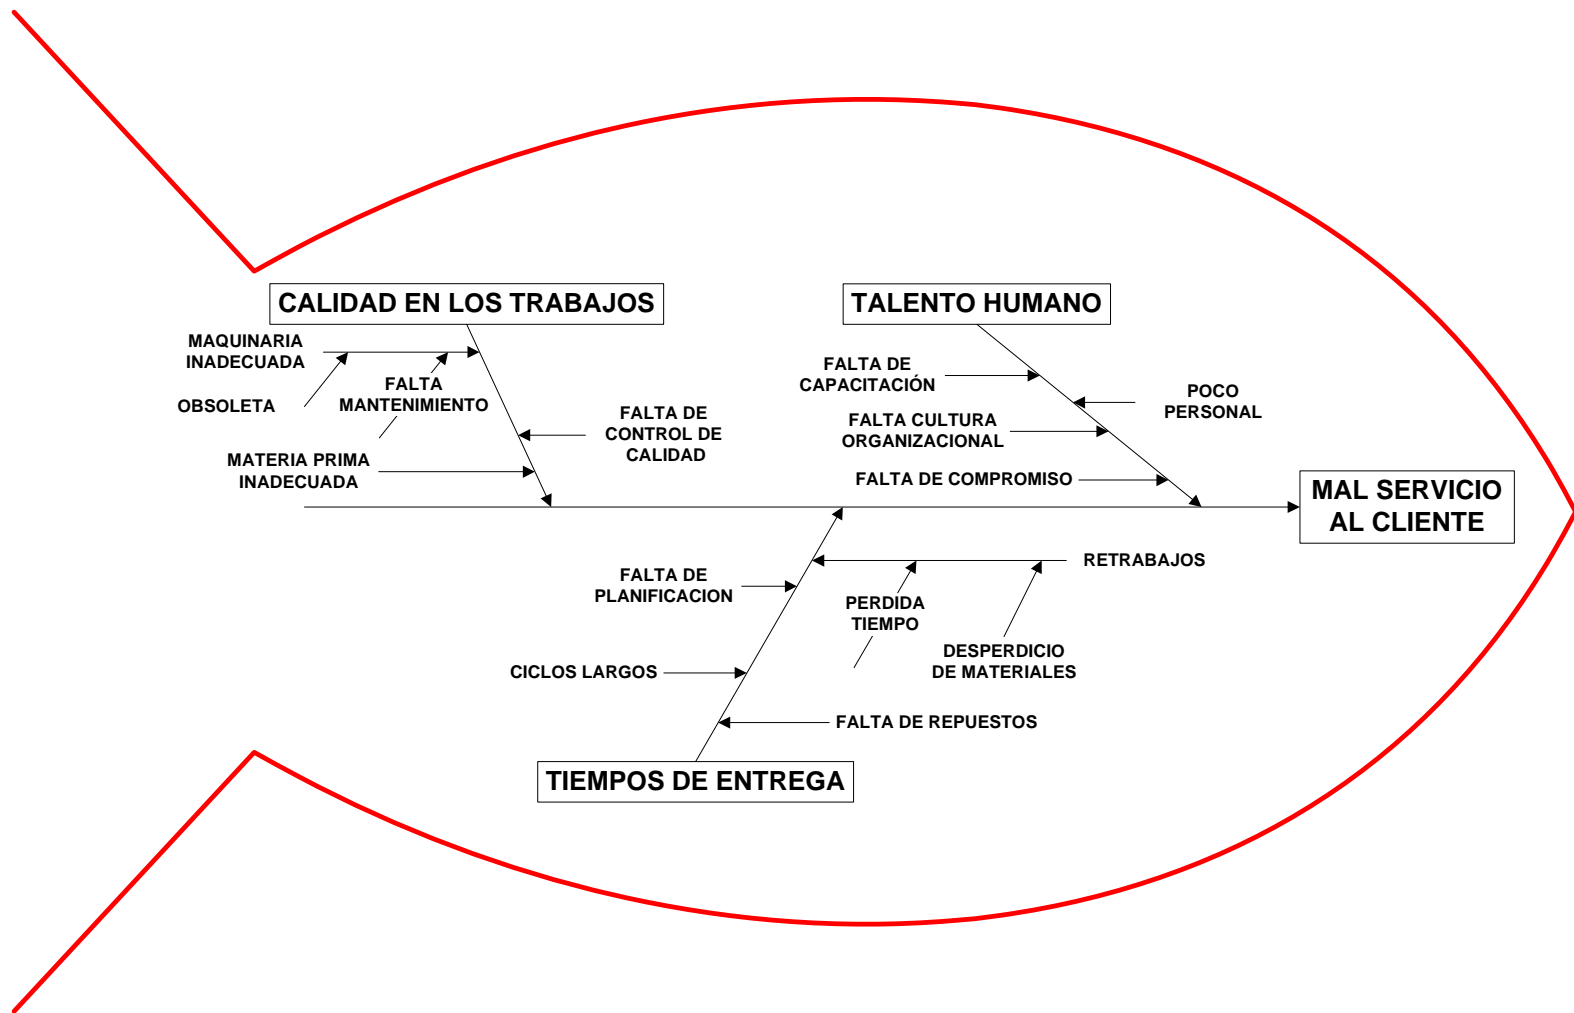 CALIDAD EN LOS TRABAJOS
TALENTO HUMANO
MAQUINARIA
INADECUADA
OBSOLETA
FALTA
MANTENIMIENTO
FALTA DE
CONTROL DE
CALIDAD
MATERIA PRIMA
INADECUADA
FALTA DE
CAPACITACIÓN
POCO
PERSONAL
FALTA CULTURA
ORGANIZACIONAL
FALTA DE COMPROMISO
MAL SERVICIO
AL CLIENTE
RETRABAJOS
FALTA DE
PLANIFICACION
PERDIDA
TIEMPO
DESPERDICIO
DE MATERIALES
CICLOS LARGOS
FALTA DE REPUESTOS
TIEMPOS DE ENTREGA